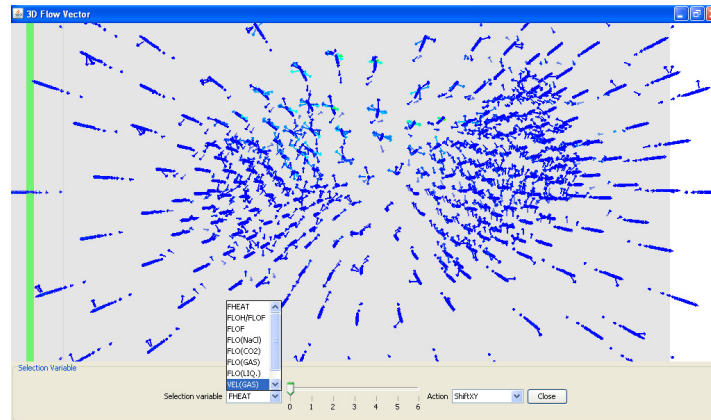 3D Flow Vector
FHEAT
FLOH/FLOF
FLOF
FLO(NaCl)
FLO(CO2)
FLO(GAS)
FLO(LIQ.)
VEL(GAS)
Selection Variable
Selection variable FHEAT 0 1 2 3 4 5 6 Action ShiftXY Close